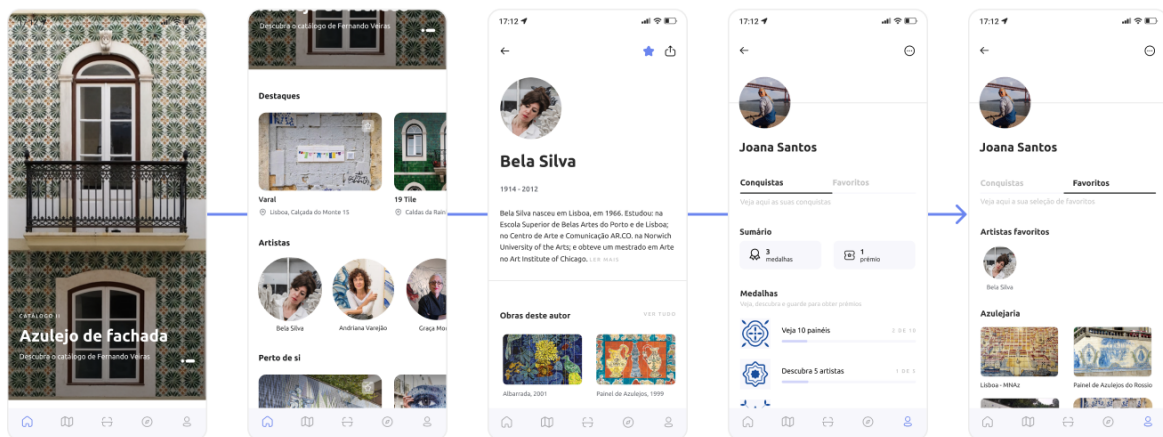 CATÁLOGO II
Azulejo de fachada
Descubra o catálogo de Fernando Veiras
Descubra o catálogo de Fernando Veiras
Destaques
Varal
Lisboa, Calçada do Monte 15
19 Tile
Caldas da Rain
Artistas
Bela Silva
Andriana Varejão
Graça Mo
Perto de si
17:12
Bela Silva
1914 - 2012
Bela Silva nasceu em Lisboa, em 1966. Estudou: na
Escola Superior de Belas Artes do Porto e de Lisboa;
no Centro de Arte e Comunicação AR.CO. na Norwich
University of the Arts; e obteve um mestrado em Arte
no Art Institute of Chicago. LER MAIS
Obras deste autor
VER TUDO
Albarrada, 2001
Painel de Azulejos, 1999
17:12
Joana Santos
Conquistas
Favoritos
Veja aqui as suas conquistas
Sumário
3
medalhas
1
prémio
Medalhas
Veja, descubra e guarde para obter prémios
Veja 10 painéis
2 DE 10
Descubra 5 artistas
1 DE 5
17:12
Joana Santos
Conquistas
Favoritos
Veja aqui a sua seleção de favoritos
Artistas favoritos
Bela Silva
Azulejaria
Lisboa - MNAz
Painel de Azulejos do Rossio